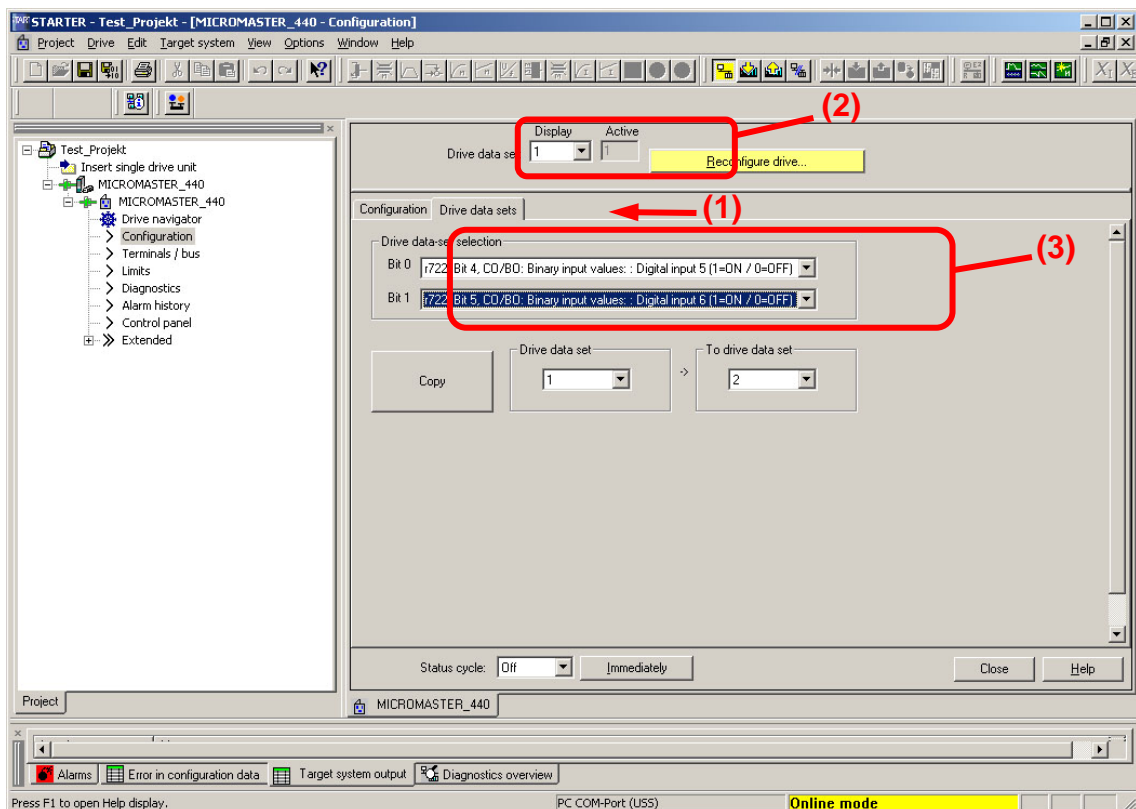 STARTER - Test_Projekt - [MICROMASTER_440 - Configuration]
Project Drive Edit Target system View Options Window Help
(2)
Display Active
Drive data se 1 1 Reconfigure drive...
Test_Projekt
Insert single drive unit
MICROMASTER_440
MICROMASTER_440
Drive navigator
Configuration
Terminals / bus
Limits
Diagnostics
Alarm history
Control panel
Extended
Project
Configuration Drive data sets (1)
Drive data-set selection
(3)
Bit 0 r722 Bit 4, CO/BO: Binary input values: : Digital input 5 (1=ON / 0=OFF)
Bit 1 r722 Bit 5, CO/BO: Binary input values: : Digital input 6 (1=ON / 0=OFF)
Drive data set To drive data set
Copy 1 -> 2
Status cycle: Off Immediately Close Help
MICROMASTER_440
Alarms Error in configuration data Target system output Diagnostics overview
Press F1 to open Help display. PC COM-Port (USS) Online mode